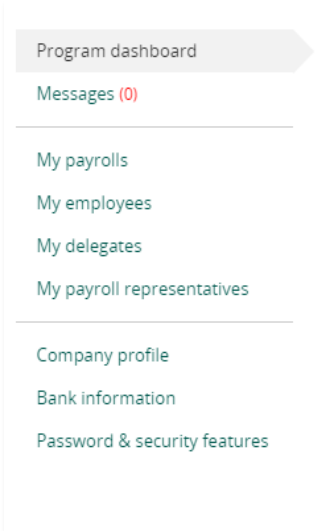 Program dashboard
Messages (0)
My payrolls
My employees
My delegates
My payroll representatives
Company profile
Bank information
Password & security features